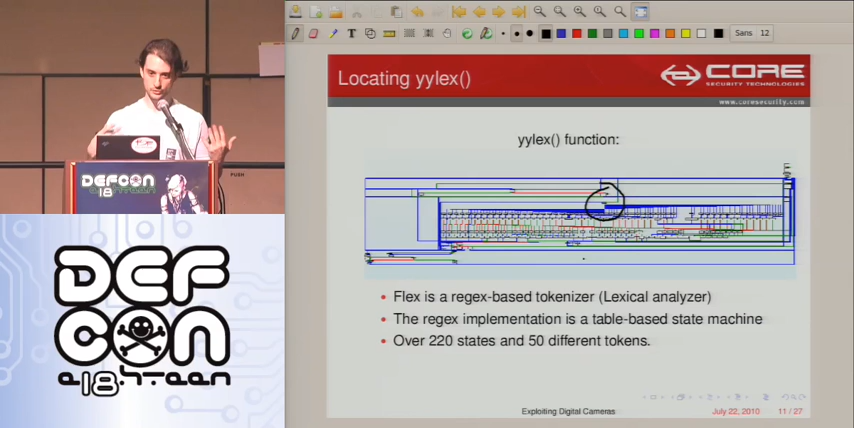 Sans 12
Locating yylex()
CORE
SECURITY TECHNOLOGIES
www.coresecurity.com
yylex() function:
• Flex is a regex-based tokenizer (Lexical analyzer)
• The regex implementation is a table-based state machine
• Over 220 states and 50 different tokens.
Exploiting Digital Cameras July 22, 2010 11 / 27
PUSH
DEFCON
e18hteen
DEF
CON
e18hteen